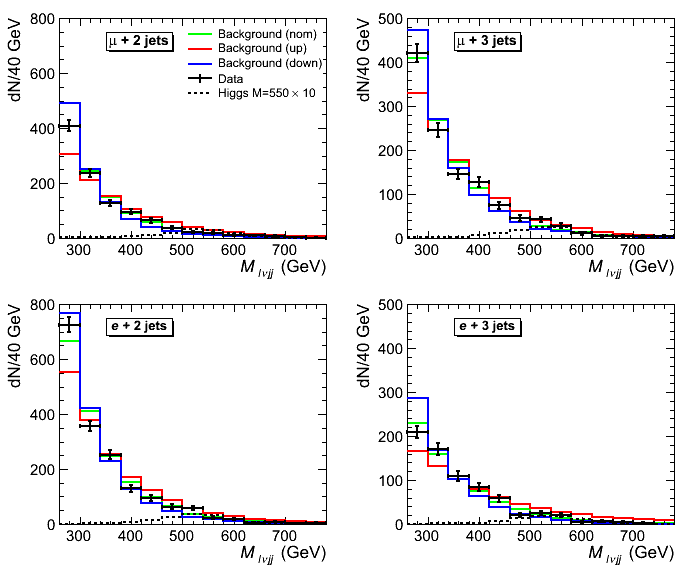 dN/40 GeV
800
600
400
200
0
μ + 2 jets
Background (nom)
Background (up)
Background (down)
Data
Higgs M=550 × 10
300 400 500 600 700
M lνjj (GeV)
dN/40 GeV
500
400
300
200
100
0
μ + 3 jets
300 400 500 600 700
M lνjj (GeV)
dN/40 GeV
800
600
400
200
0
e + 2 jets
300 400 500 600 700
M lνjj (GeV)
dN/40 GeV
500
400
300
200
100
0
e + 3 jets
300 400 500 600 700
M lνjj (GeV)